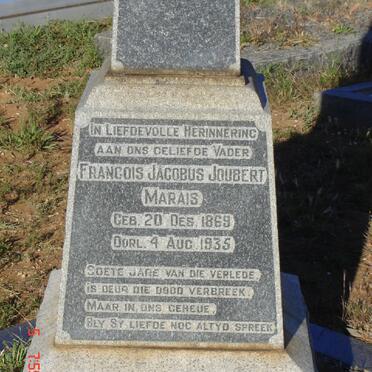 In Liefdevolle Herinnering
aan ons geliefde Vader
Francois Jacobus Joubert
Marais
Geb. 20 Des. 1869
Oorl. 4 Aug. 1935
Soete jare van die verlede
is deur die dood verbreek,
Maar in ons geheue,
Bly sy liefde nog altyd spreek